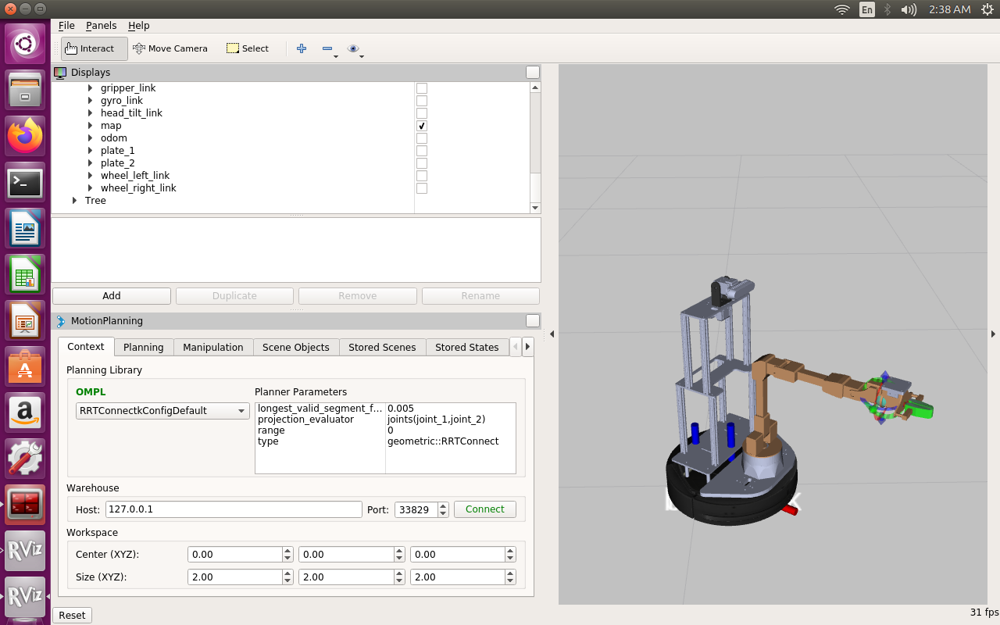 En
2:38 AM
File Panels Help
Interact Move Camera Select
Displays
gripper_link
gyro_link
head_tilt_link
map
odom
plate_1
plate_2
wheel_left_link
wheel_right_link
Tree
Add Duplicate Remove Rename
MotionPlanning
Context Planning Manipulation Scene Objects Stored Scenes Stored States
Planning Library
OMPL Planner Parameters
RRTConnectkConfigDefault
longest_valid_segment_f... 0.005
projection_evaluator joints(joint_1,joint_2)
range 0
type geometric::RRTConnect
Warehouse
Host: 127.0.0.1 Port: 33829 Connect
Workspace
Center (XYZ): 0.00 0.00 0.00
Size (XYZ): 2.00 2.00 2.00
Reset
31 fps
RViz
RViz